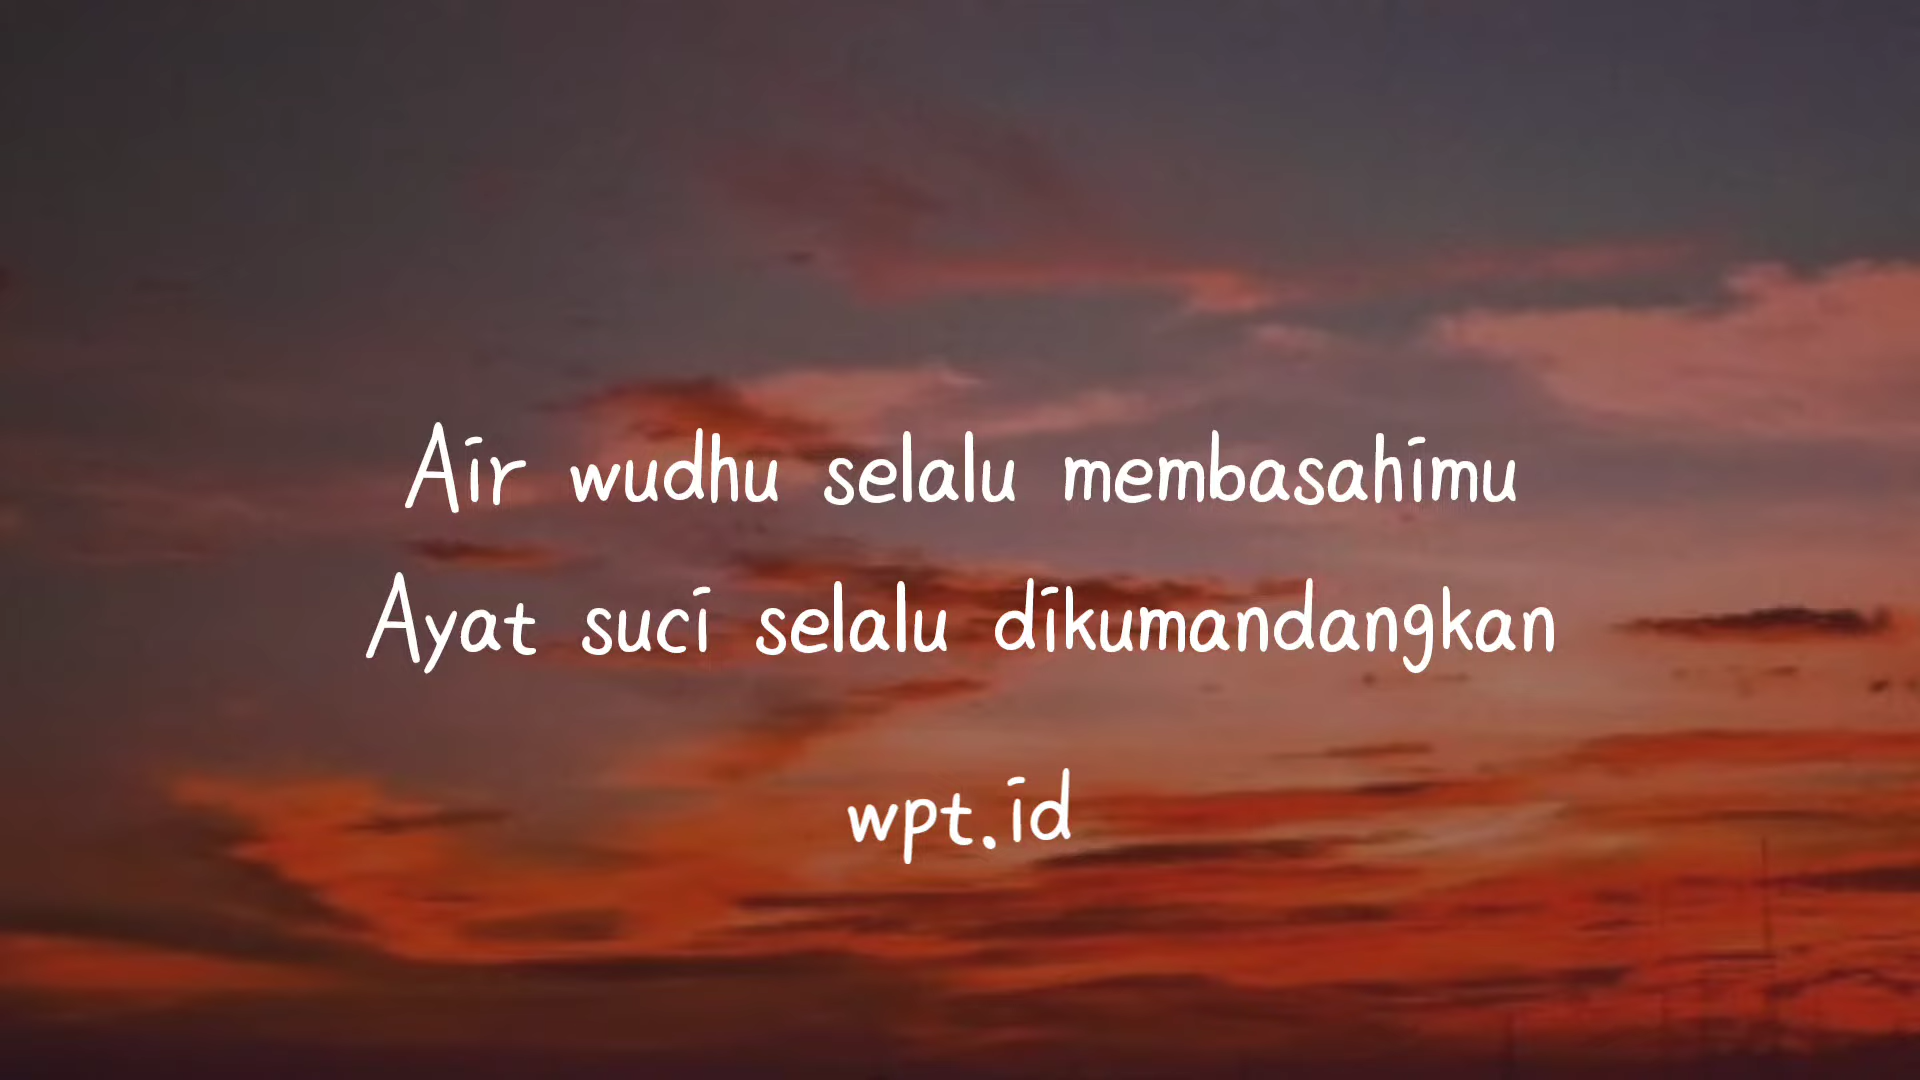 Air wudhu selalu membasahimu
Ayat suci selalu dikumandangkan
wpt.id